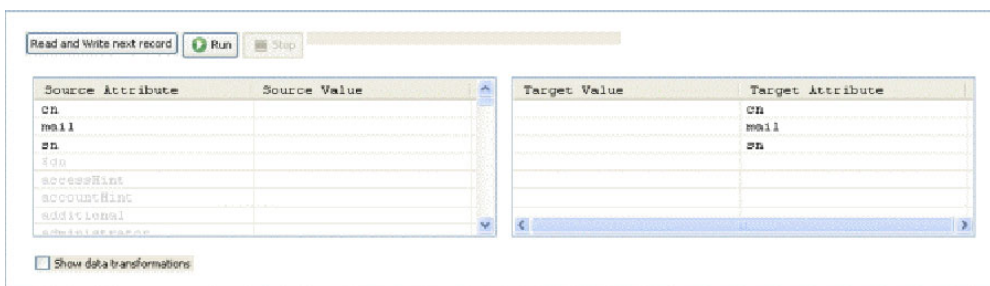 Read and Write next record Run Stop
Source Attribute Source Value Target Value Target Attribute
cn cn
mail mail
sn sn
$dn
accessHint
accountHint
additional
administrator
Show data transformations